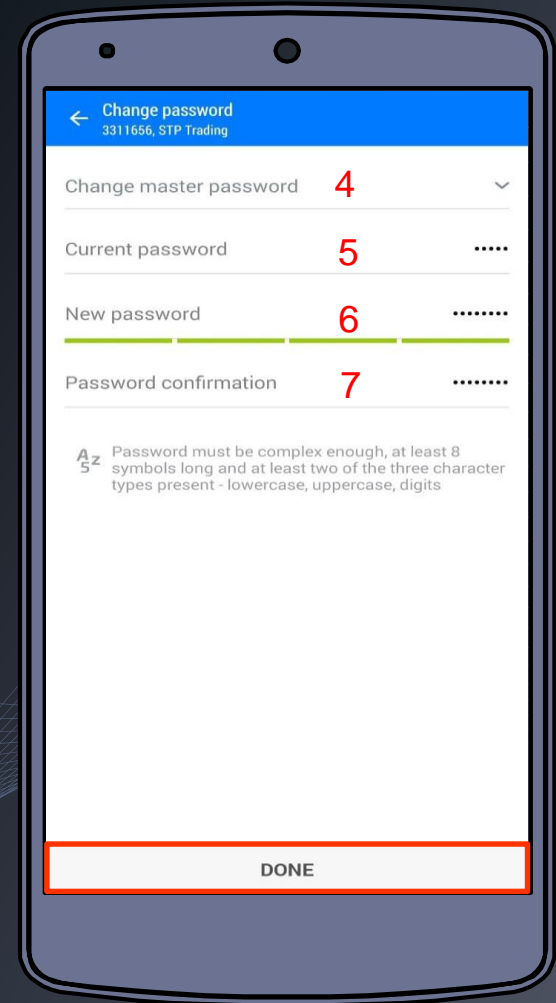 Change password
3311656, STP Trading
Change master password 4
Current password 5 •••••
New password 6 ••••••••
Password confirmation 7 ••••••••
A5z Password must be complex enough, at least 8
symbols long and at least two of the three character
types present - lowercase, uppercase, digits
DONE